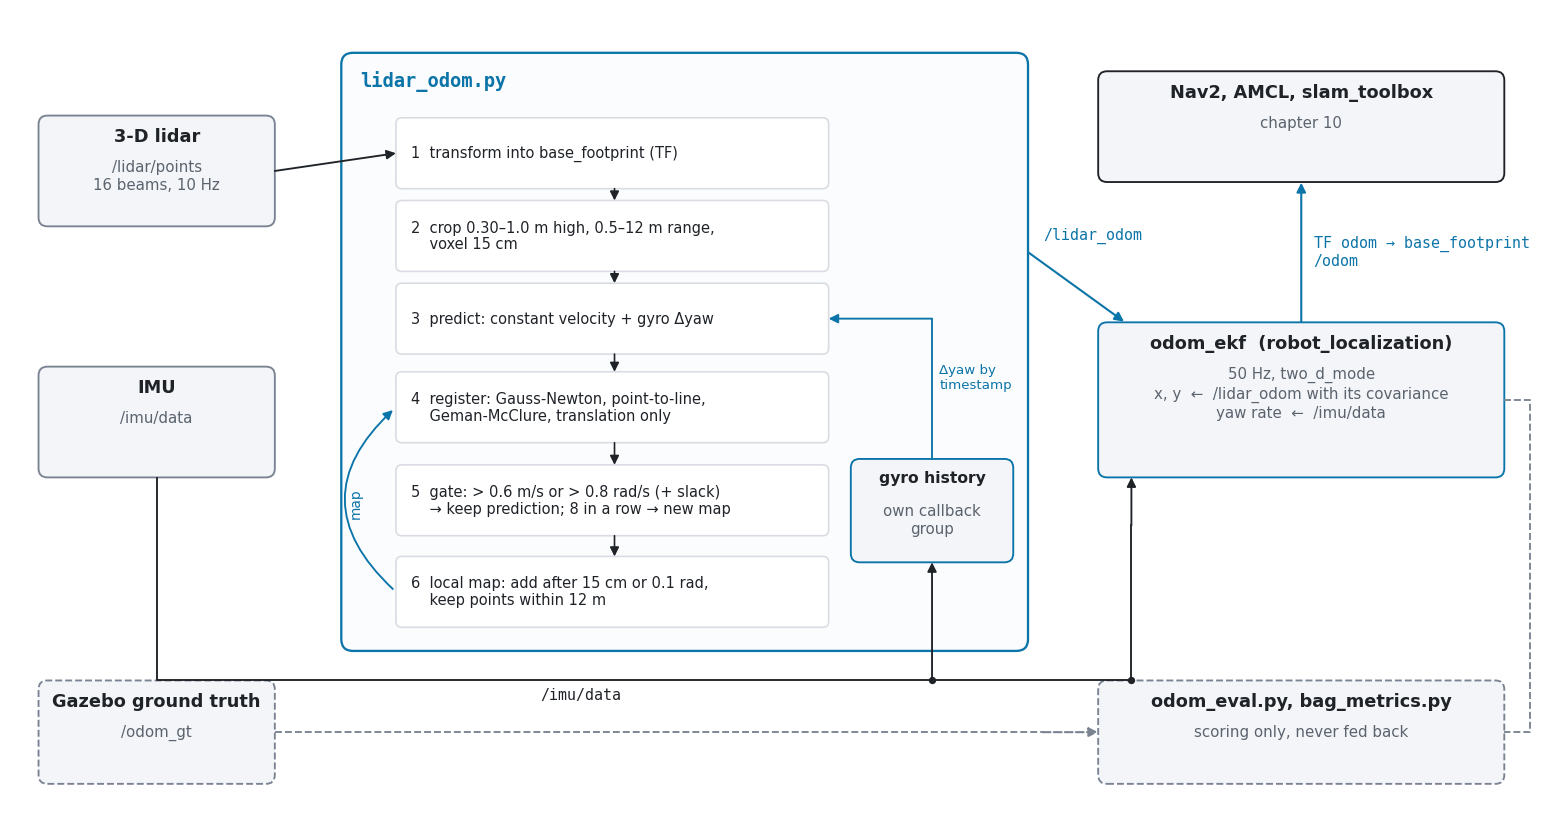 lidar_odom.py
3-D lidar
/lidar/points
16 beams, 10 Hz
IMU
/imu/data
Gazebo ground truth
/odom_gt
1 transform into base_footprint (TF)
2 crop 0.30–1.0 m high, 0.5–12 m range,
voxel 15 cm
3 predict: constant velocity + gyro Δyaw
4 register: Gauss-Newton, point-to-line,
Geman-McClure, translation only
5 gate: > 0.6 m/s or > 0.8 rad/s (+ slack)
→ keep prediction; 8 in a row → new map
6 local map: add after 15 cm or 0.1 rad,
keep points within 12 m
map
Δyaw by
timestamp
gyro history
own callback
group
/imu/data
/lidar_odom
Nav2, AMCL, slam_toolbox
chapter 10
TF odom → base_footprint
/odom
odom_ekf (robot_localization)
50 Hz, two_d_mode
x, y ← /lidar_odom with its covariance
yaw rate ← /imu/data
odom_eval.py, bag_metrics.py
scoring only, never fed back